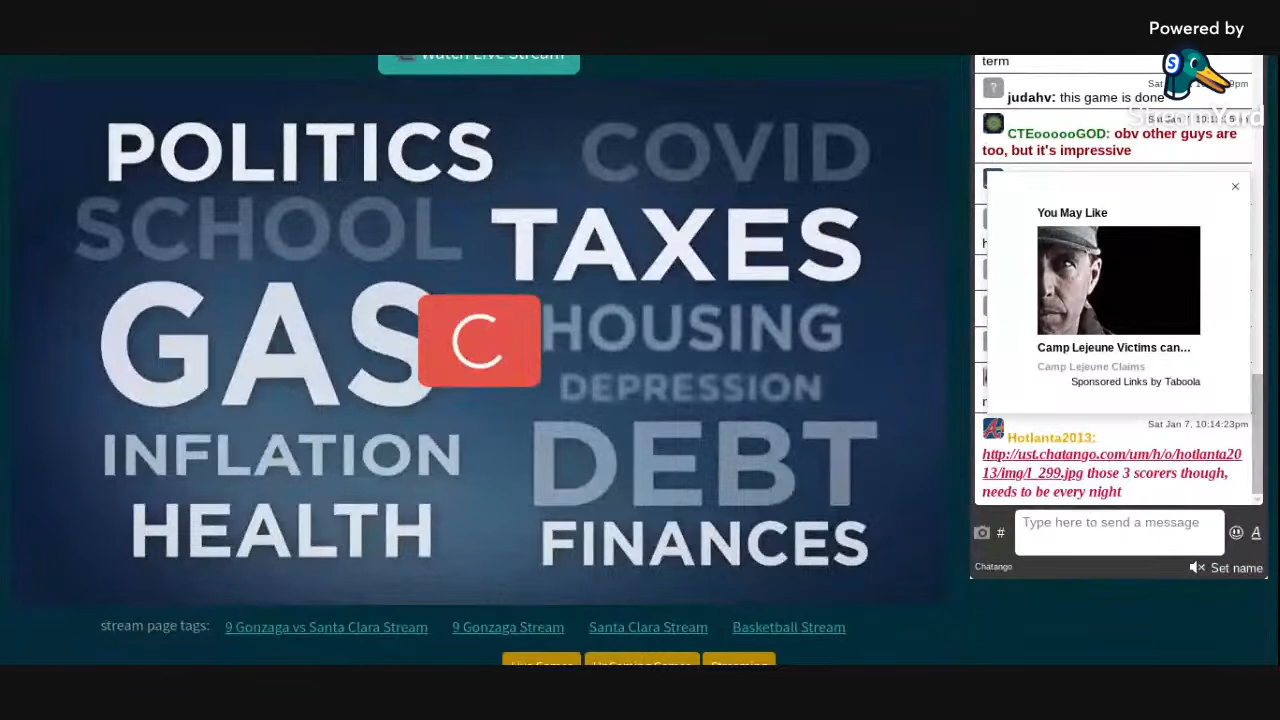 Powered by
Watch Live Stream
POLITICS
COVID
SCHOOL
TAXES
GAS
HOUSING
DEPRESSION
INFLATION
DEBT
HEALTH
FINANCES
stream page tags: 9 Gonzaga vs Santa Clara Stream 9 Gonzaga Stream Santa Clara Stream Basketball Stream
Live Games Upcoming Games Streaming
term
judahv: this game is done
CTEoooooGOD: obv other guys are
too, but it's impressive
You May Like
Camp Lejeune Victims can...
Camp Lejeune Claims
Sponsored Links by Taboola
Sat Jan 7, 10:14:23pm
Hotlanta2013:
http://ust.chatango.com/um/h/o/hotlanta20
13/img/l_299.jpg those 3 scorers though,
needs to be every night
Type here to send a message
#
A
Chatango
Set name